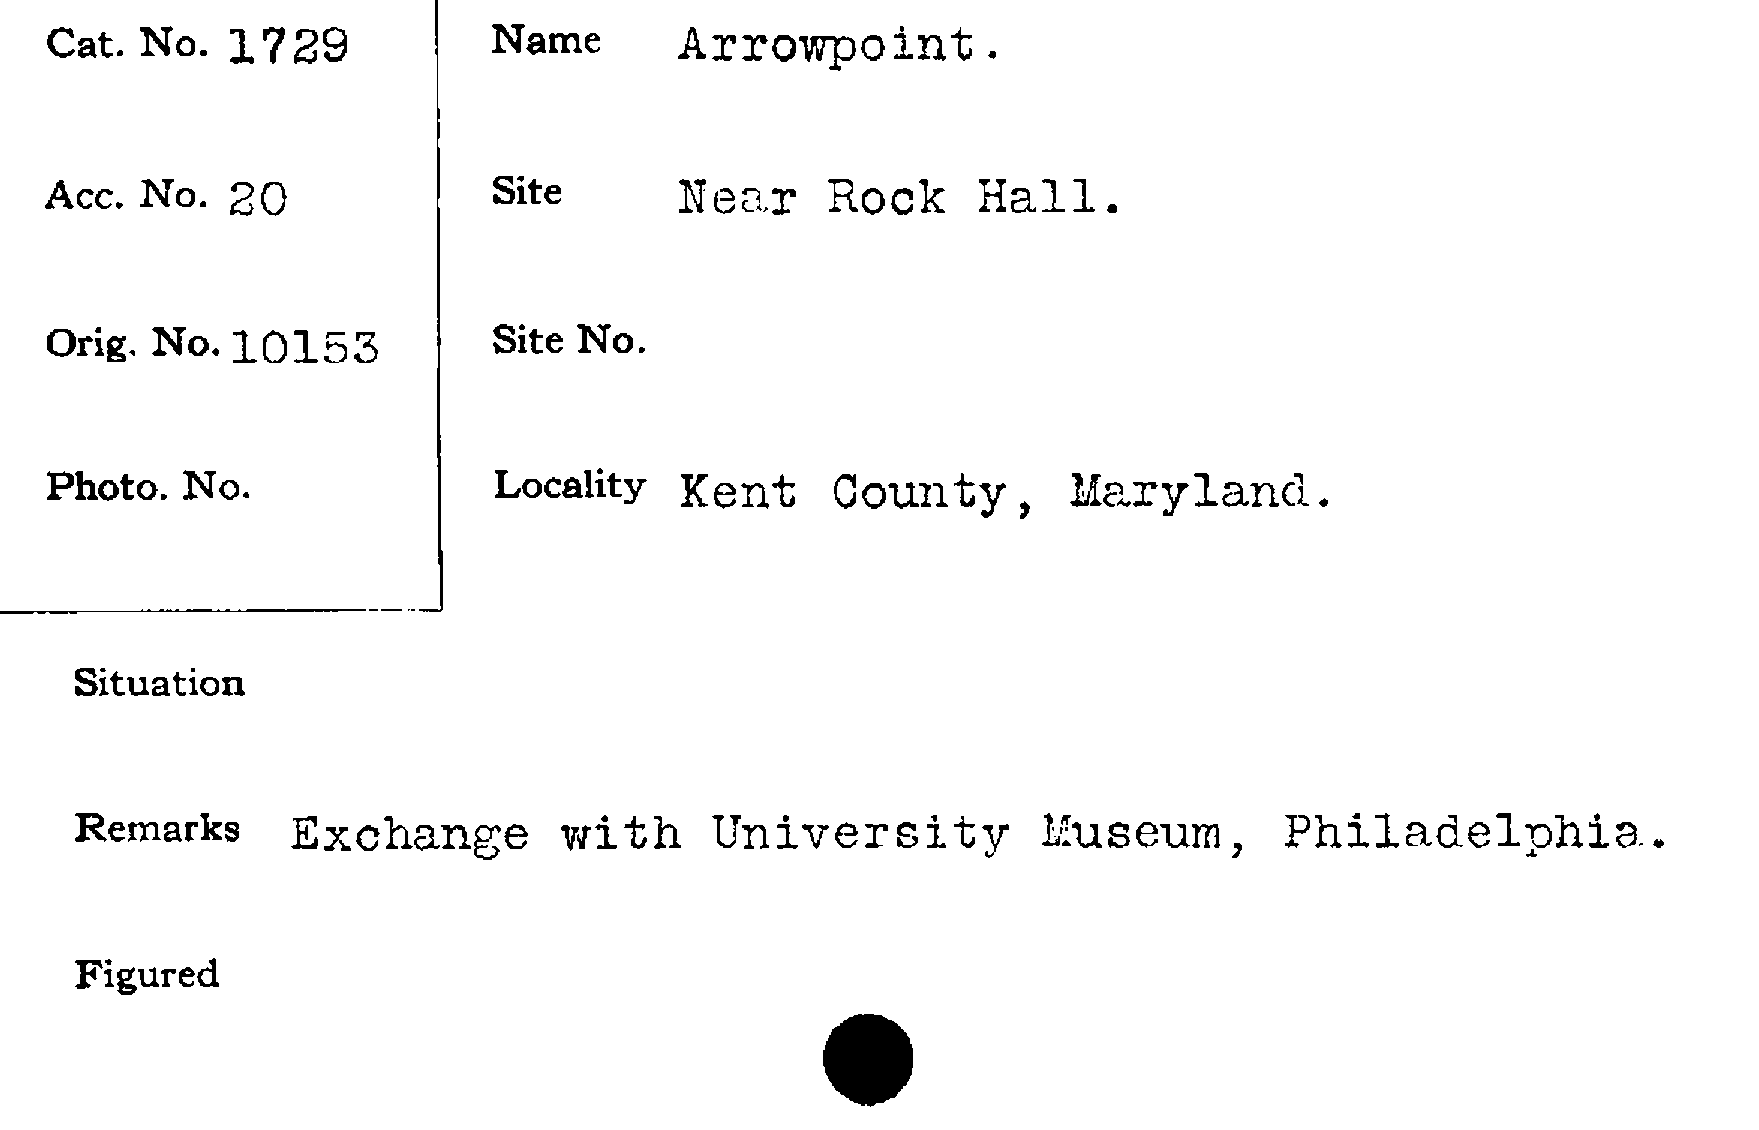 Cat. No. 1729
Name Arrowpoint.
Acc. No. 20
Site Near Rock Hall.
Orig. No. 10153
Site No.
Photo. No.
Locality Kent County, Maryland.
Situation
Remarks Exchange with University Museum, Philadelphia.
Figured